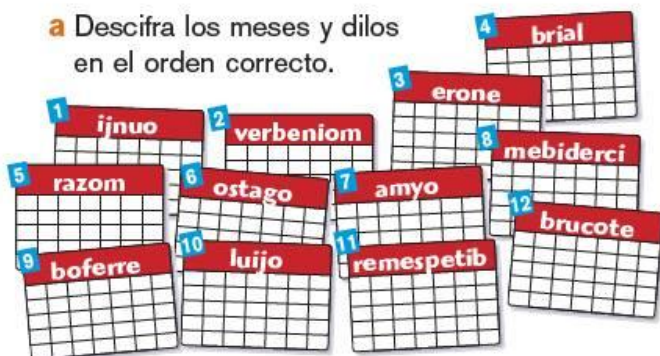 a Descifra los meses y dilos
en el orden correcto.
1 ijnuo
2 verbeniom
3 erone
4 brial
5 razom
6 ostago
7 amyo
8 mebiderci
9 boferre
10 luijo
11 remespetib
12 brucote